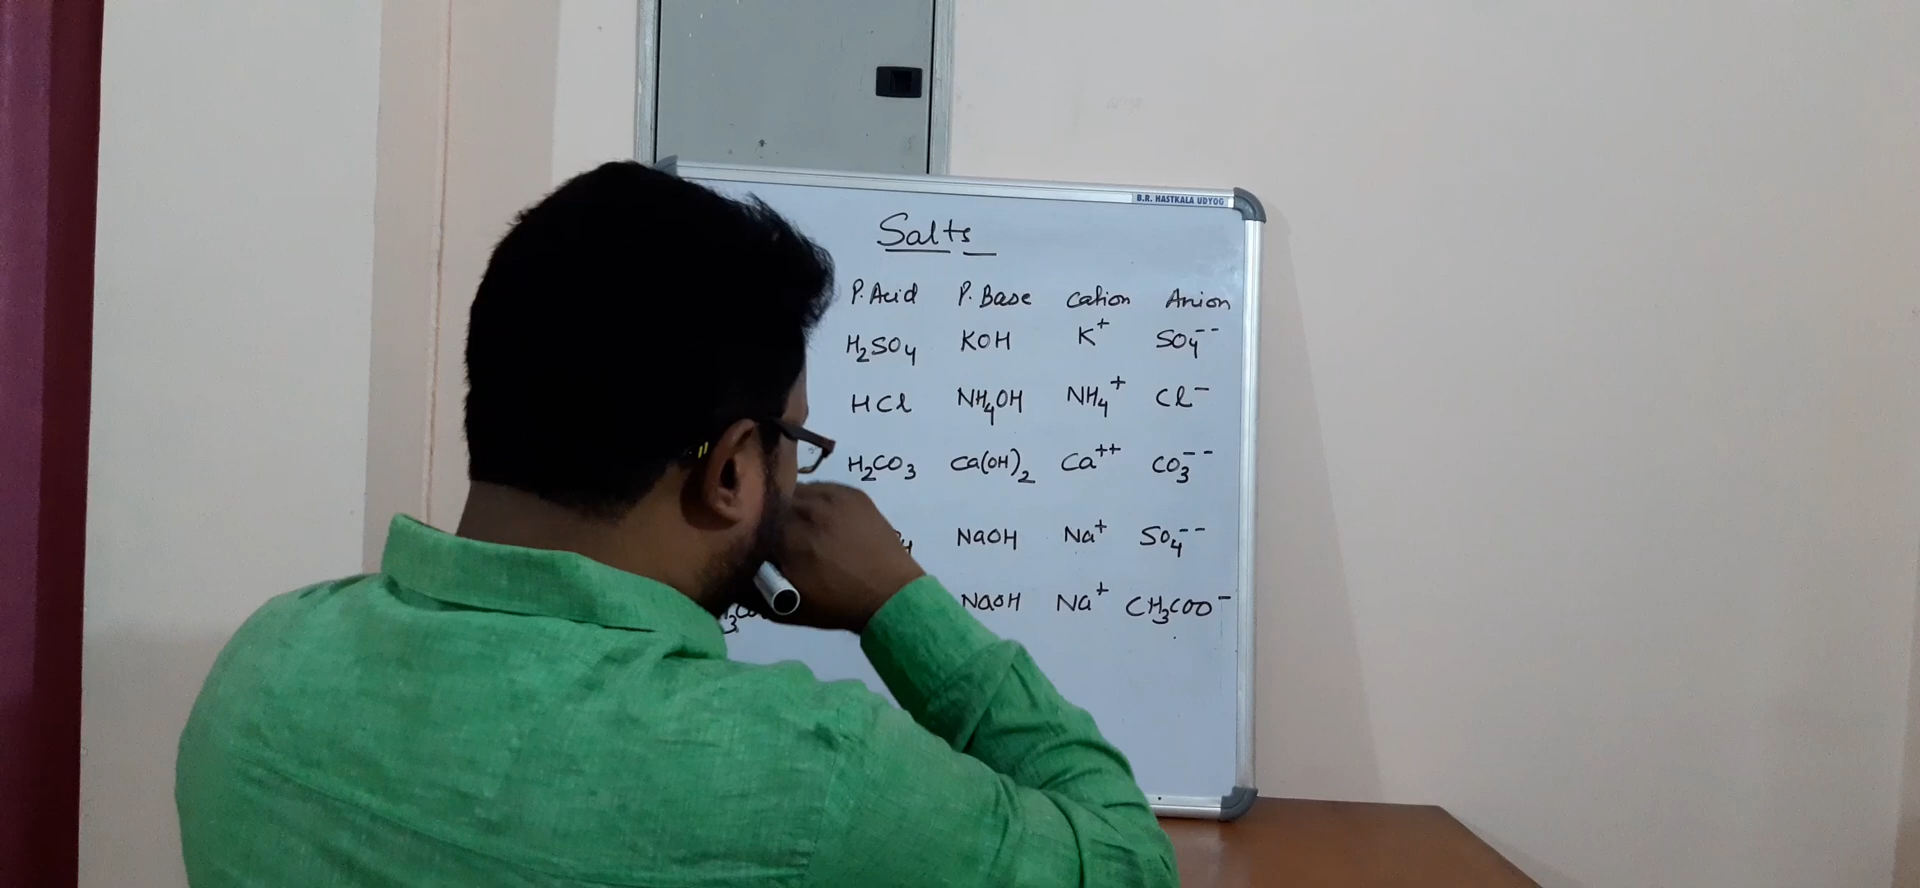 B.R. HASTKALA UDYOG
Salts
P. Acid P. Base Cation Anion
H₂SO₄ KOH K⁺ SO₄⁻⁻
HCl NH₄OH NH₄⁺ Cl⁻
H₂CO₃ Ca(OH)₂ Ca⁺⁺ CO₃⁻⁻
NaOH Na⁺ SO₄⁻⁻
NaOH Na⁺ CH₃COO⁻